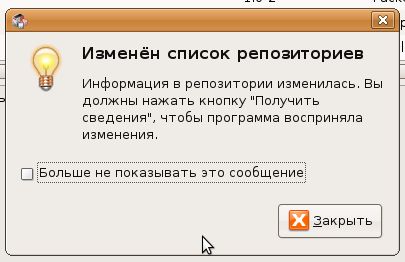 Изменён список репозиториев
Информация в репозитории изменилась. Вы
должны нажать кнопку "Получить
сведения", чтобы программа восприняла
изменения.
Больше не показывать это сообщение
Закрыть